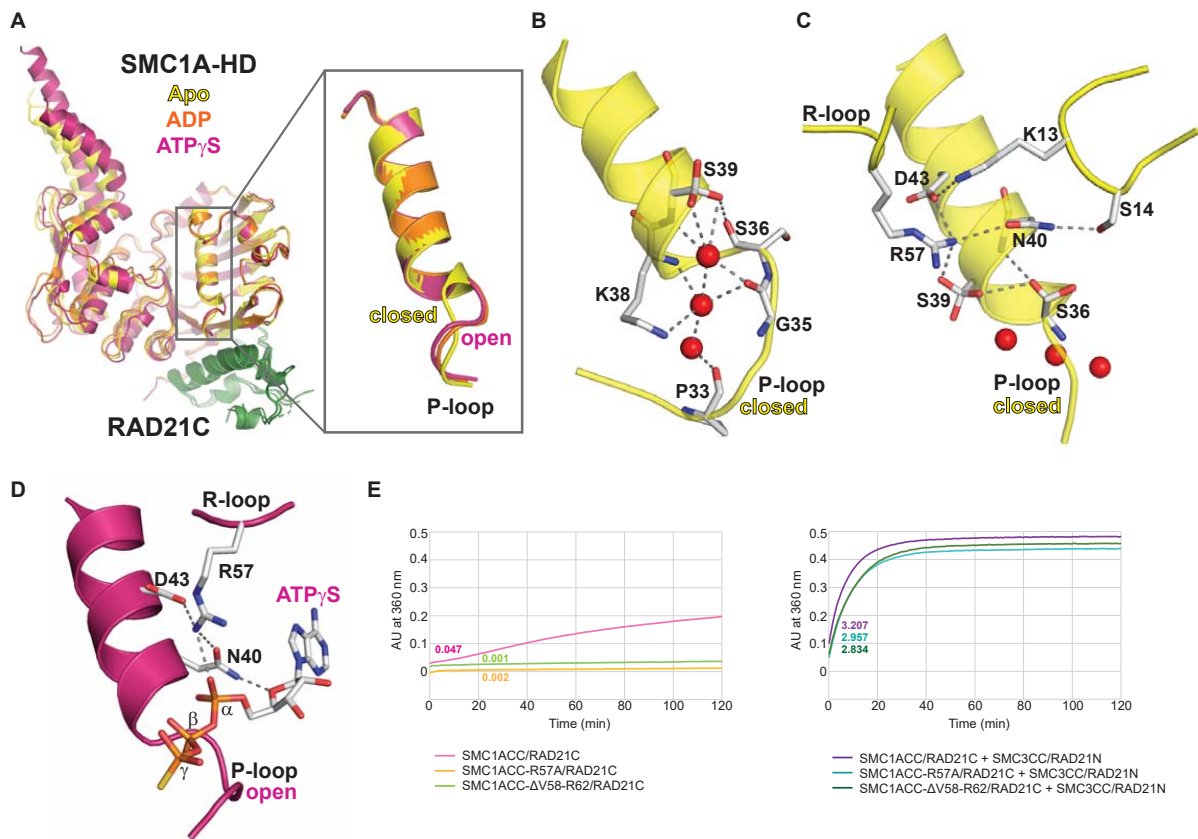 A
SMC1A-HD
Apo
ADP
ATPγS
closed
open
P-loop
RAD21C
B
S39
S36
K38
G35
P33
P-loop
closed
C
R-loop
K13
D43
S14
R57
N40
S39
S36
P-loop
closed
D
R-loop
R57
D43
ATPγS
N40
α
β
γ
P-loop
open
E
0.5
0.4
0.3
0.2
0.1
0
AU at 360 nm
0.047
0.001
0.002
0 20 40 60 80 100 120
Time (min)
SMC1ACC/RAD21C
SMC1ACC-R57A/RAD21C
SMC1ACC-ΔV58-R62/RAD21C
0.5
0.4
0.3
0.2
0.1
0
AU at 360 nm
3.207
2.957
2.834
0 20 40 60 80 100 120
Time (min)
SMC1ACC/RAD21C + SMC3CC/RAD21N
SMC1ACC-R57A/RAD21C + SMC3CC/RAD21N
SMC1ACC-ΔV58-R62/RAD21C + SMC3CC/RAD21N